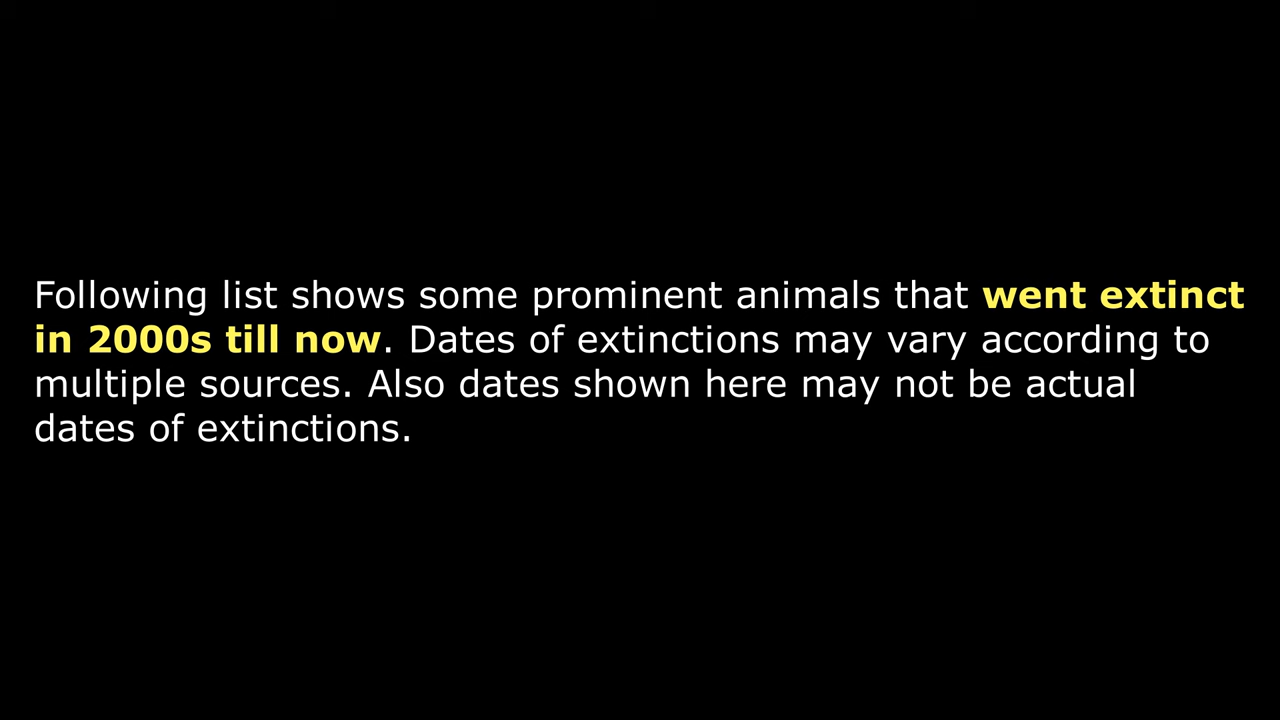 Following list shows some prominent animals that went extinct
in 2000s till now. Dates of extinctions may vary according to
multiple sources. Also dates shown here may not be actual
dates of extinctions.